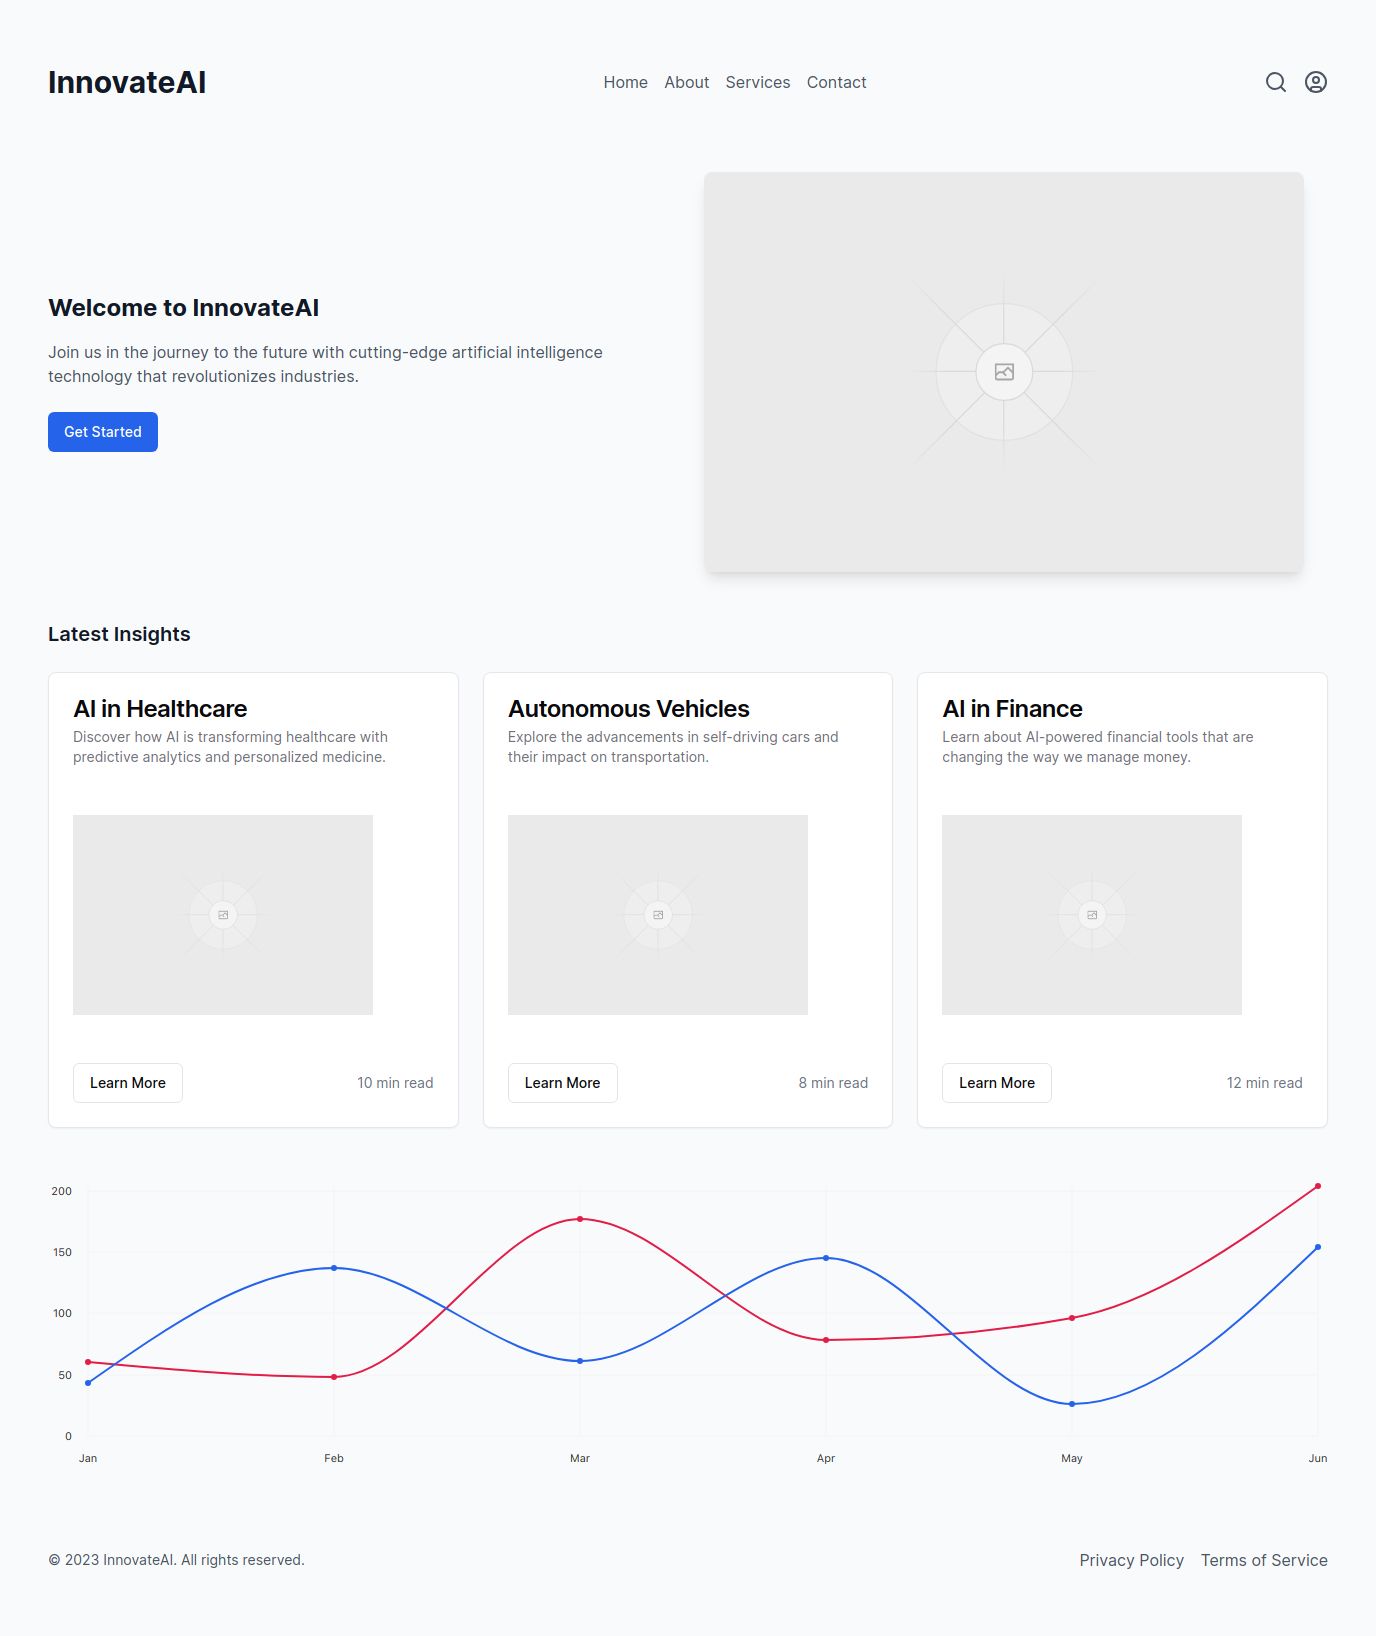 InnovateAI
Home About Services Contact
Welcome to InnovateAI
Join us in the journey to the future with cutting-edge artificial intelligence
technology that revolutionizes industries.
Get Started
Latest Insights
AI in Healthcare
Discover how AI is transforming healthcare with
predictive analytics and personalized medicine.
Learn More
10 min read
Autonomous Vehicles
Explore the advancements in self-driving cars and
their impact on transportation.
Learn More
8 min read
AI in Finance
Learn about AI-powered financial tools that are
changing the way we manage money.
Learn More
12 min read
200
150
100
50
0
Jan Feb Mar Apr May Jun
© 2023 InnovateAI. All rights reserved.
Privacy Policy Terms of Service